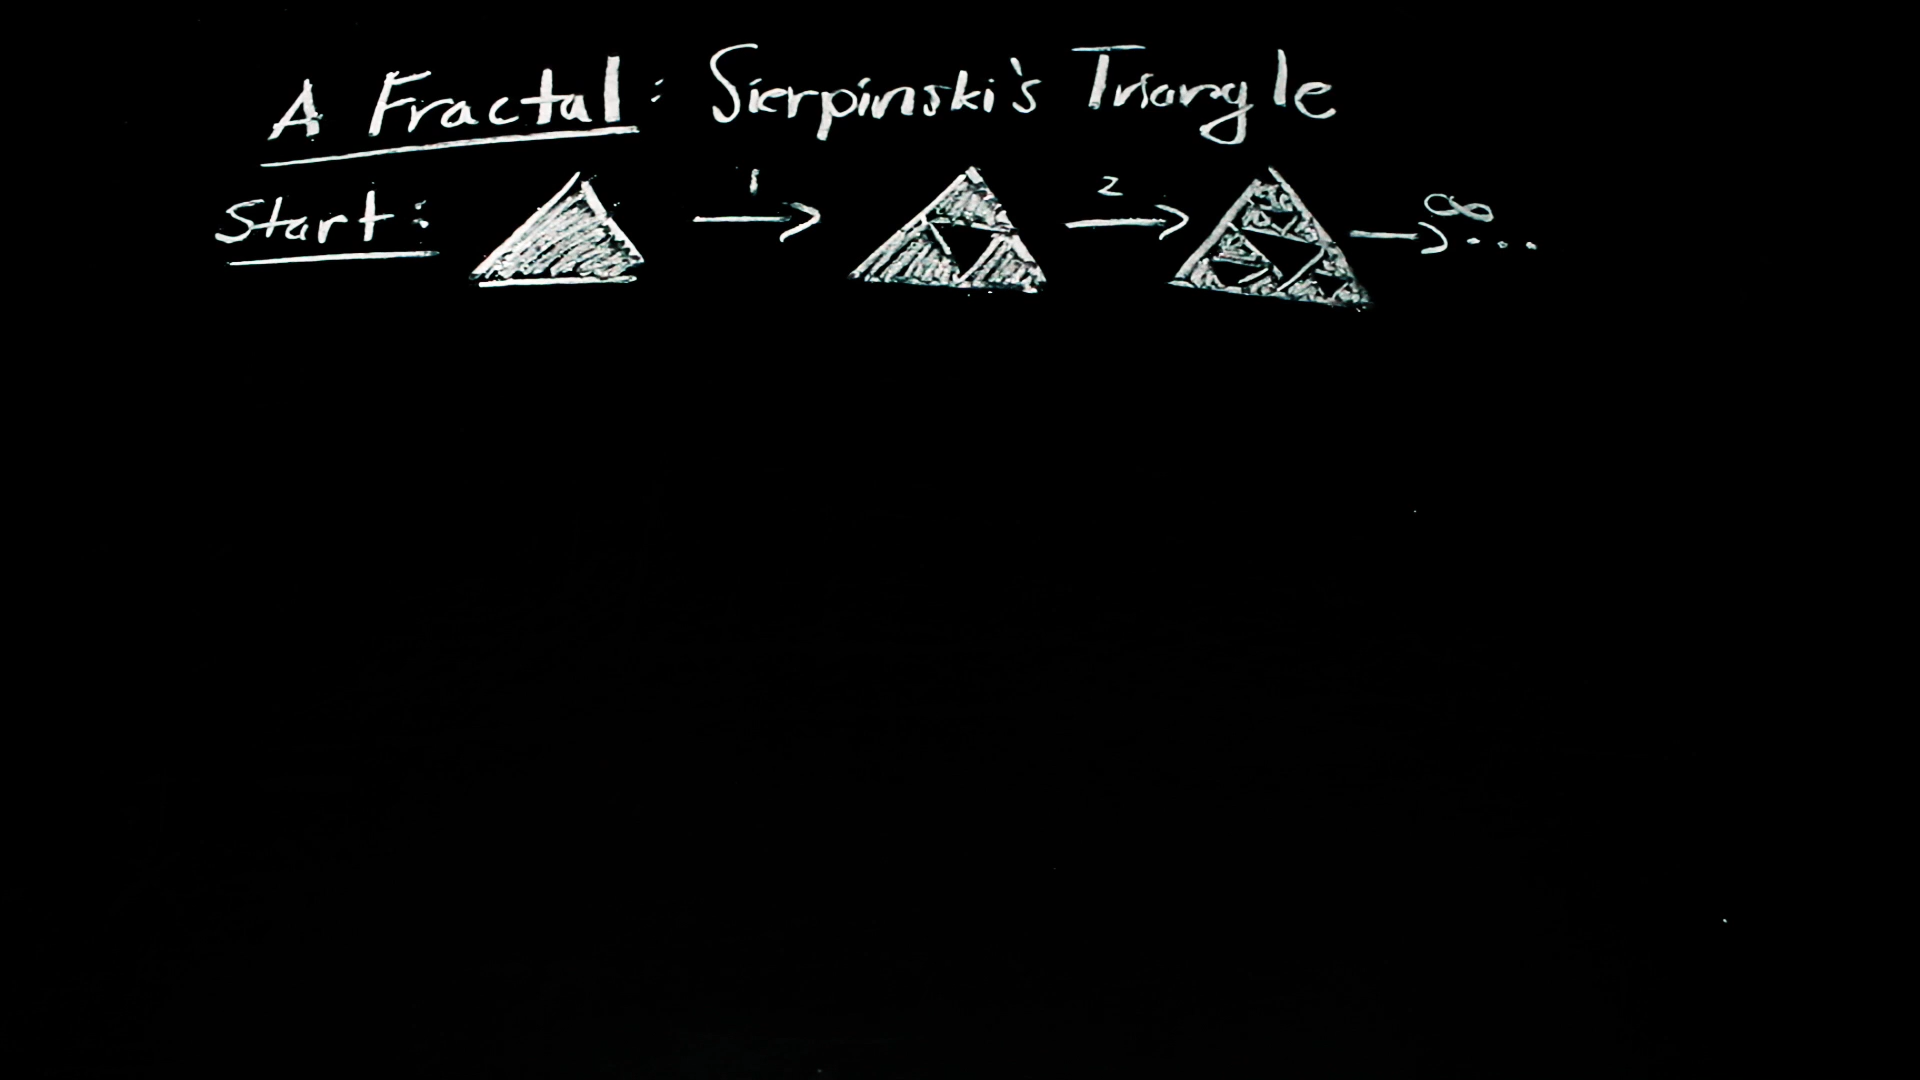 A Fractal: Sierpinski's Triangle
Start: 1 → 2 → → ∞ ...